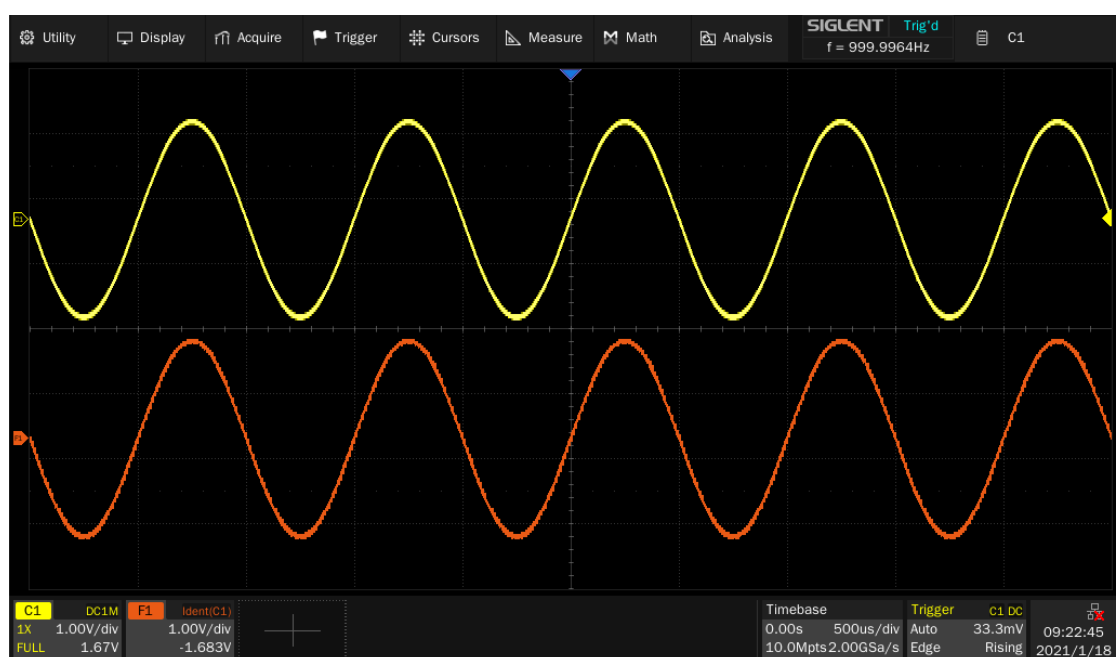 Utility Display Acquire Trigger Cursors Measure Math Analysis SIGLENT Trig'd C1
f = 999.9964Hz
C1
F1
C1 DC1M F1 Ident(C1) Timebase Trigger C1 DC
1X 1.00V/div 1.00V/div 0.00s 500us/div Auto 33.3mV 09:22:45
FULL 1.67V -1.683V 10.0Mpts 2.00GSa/s Edge Rising 2021/1/18